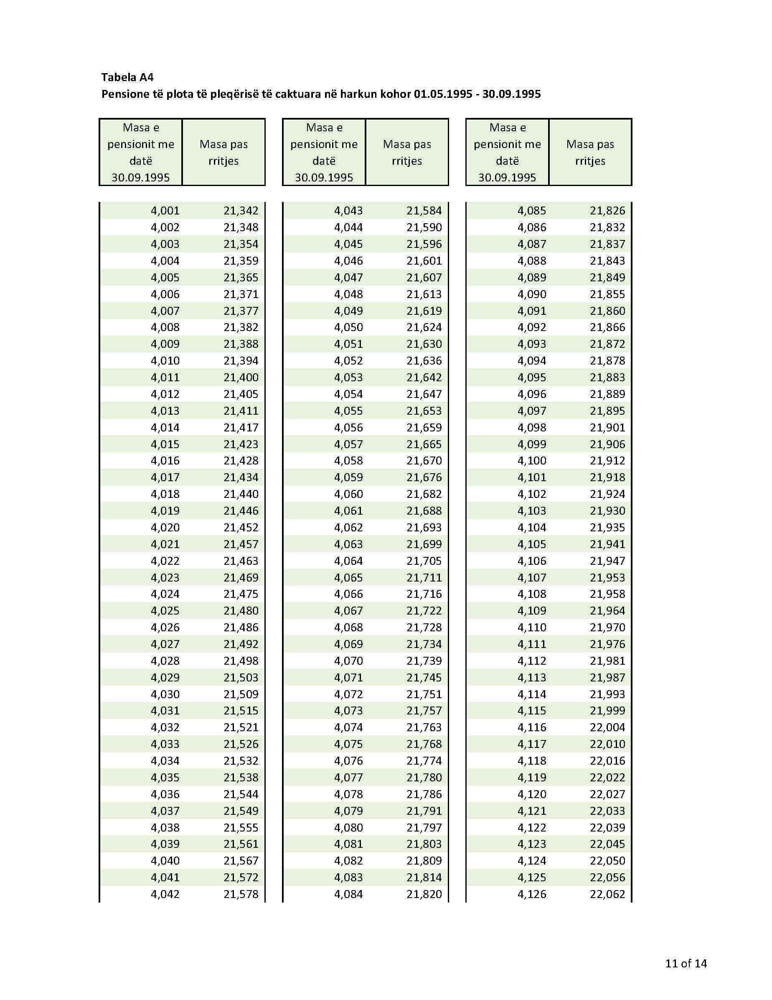 Tabela A4
Pensione të plota të pleqërisë të caktuara në harkun kohor 01.05.1995 - 30.09.1995
Masa e pensionit me datë 30.09.1995 Masa pas rritjes Masa e pensionit me datë 30.09.1995 Masa pas rritjes Masa e pensionit me datë 30.09.1995 Masa pas rritjes
4,001 21,342 4,043 21,584 4,085 21,826
4,002 21,348 4,044 21,590 4,086 21,832
4,003 21,354 4,045 21,596 4,087 21,837
4,004 21,359 4,046 21,601 4,088 21,843
4,005 21,365 4,047 21,607 4,089 21,849
4,006 21,371 4,048 21,613 4,090 21,855
4,007 21,377 4,049 21,619 4,091 21,860
4,008 21,382 4,050 21,624 4,092 21,866
4,009 21,388 4,051 21,630 4,093 21,872
4,010 21,394 4,052 21,636 4,094 21,878
4,011 21,400 4,053 21,642 4,095 21,883
4,012 21,405 4,054 21,647 4,096 21,889
4,013 21,411 4,055 21,653 4,097 21,895
4,014 21,417 4,056 21,659 4,098 21,901
4,015 21,423 4,057 21,665 4,099 21,906
4,016 21,428 4,058 21,670 4,100 21,912
4,017 21,434 4,059 21,676 4,101 21,918
4,018 21,440 4,060 21,682 4,102 21,924
4,019 21,446 4,061 21,688 4,103 21,930
4,020 21,452 4,062 21,693 4,104 21,935
4,021 21,457 4,063 21,699 4,105 21,941
4,022 21,463 4,064 21,705 4,106 21,947
4,023 21,469 4,065 21,711 4,107 21,953
4,024 21,475 4,066 21,716 4,108 21,958
4,025 21,480 4,067 21,722 4,109 21,964
4,026 21,486 4,068 21,728 4,110 21,970
4,027 21,492 4,069 21,734 4,111 21,976
4,028 21,498 4,070 21,739 4,112 21,981
4,029 21,503 4,071 21,745 4,113 21,987
4,030 21,509 4,072 21,751 4,114 21,993
4,031 21,515 4,073 21,757 4,115 21,999
4,032 21,521 4,074 21,763 4,116 22,004
4,033 21,526 4,075 21,768 4,117 22,010
4,034 21,532 4,076 21,774 4,118 22,016
4,035 21,538 4,077 21,780 4,119 22,022
4,036 21,544 4,078 21,786 4,120 22,027
4,037 21,549 4,079 21,791 4,121 22,033
4,038 21,555 4,080 21,797 4,122 22,039
4,039 21,561 4,081 21,803 4,123 22,045
4,040 21,567 4,082 21,809 4,124 22,050
4,041 21,572 4,083 21,814 4,125 22,056
4,042 21,578 4,084 21,820 4,126 22,062
11 of 14